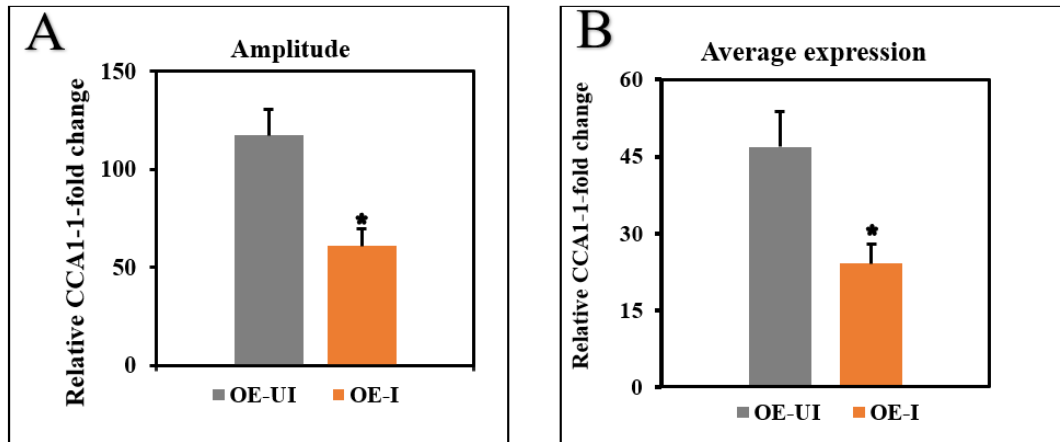 A
Amplitude
Relative CCA1-1-fold change
150
100
50
0
*
OE-UI OE-I
B
Average expression
Relative CCA1-1-fold change
60
45
30
15
0
*
OE-UI OE-I